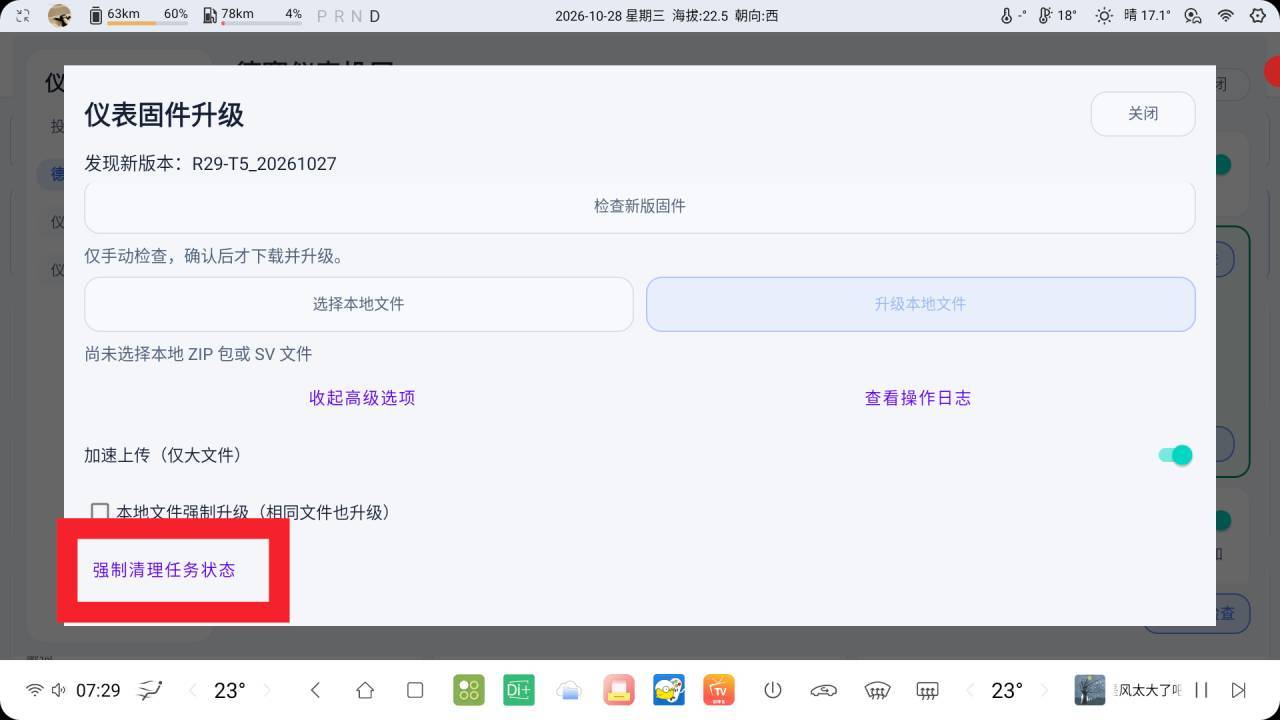 63km 60% 78km 4% P R N D 2026-10-28 星期三 海拔:22.5 朝向:西 -° 18° 晴 17.1°
仪表固件升级
关闭
发现新版本：R29-T5_20261027
检查新版固件
仅手动检查，确认后才下载并升级。
选择本地文件 升级本地文件
尚未选择本地 ZIP 包或 SV 文件
收起高级选项 查看操作日志
加速上传（仅大文件）
本地文件强制升级（相同文件也升级）
强制清理任务状态
07:29 23° Di+ TV 23° 风太大了吧